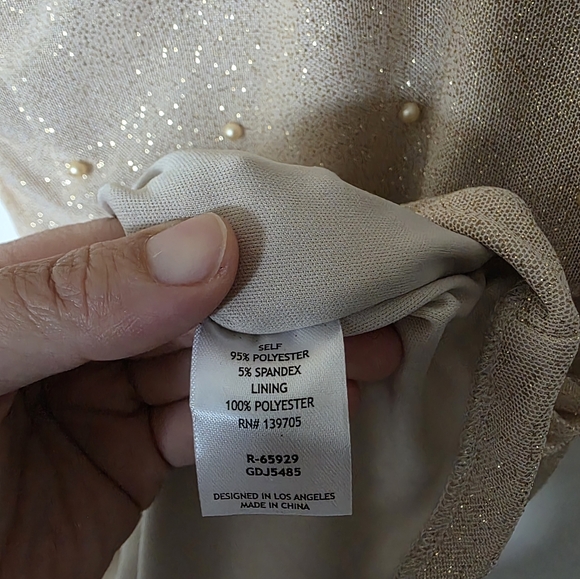 SELF
95% POLYESTER
5% SPANDEX
LINING
100% POLYESTER
RN# 139705
R-65929
GDJ5485
DESIGNED IN LOS ANGELES
MADE IN CHINA